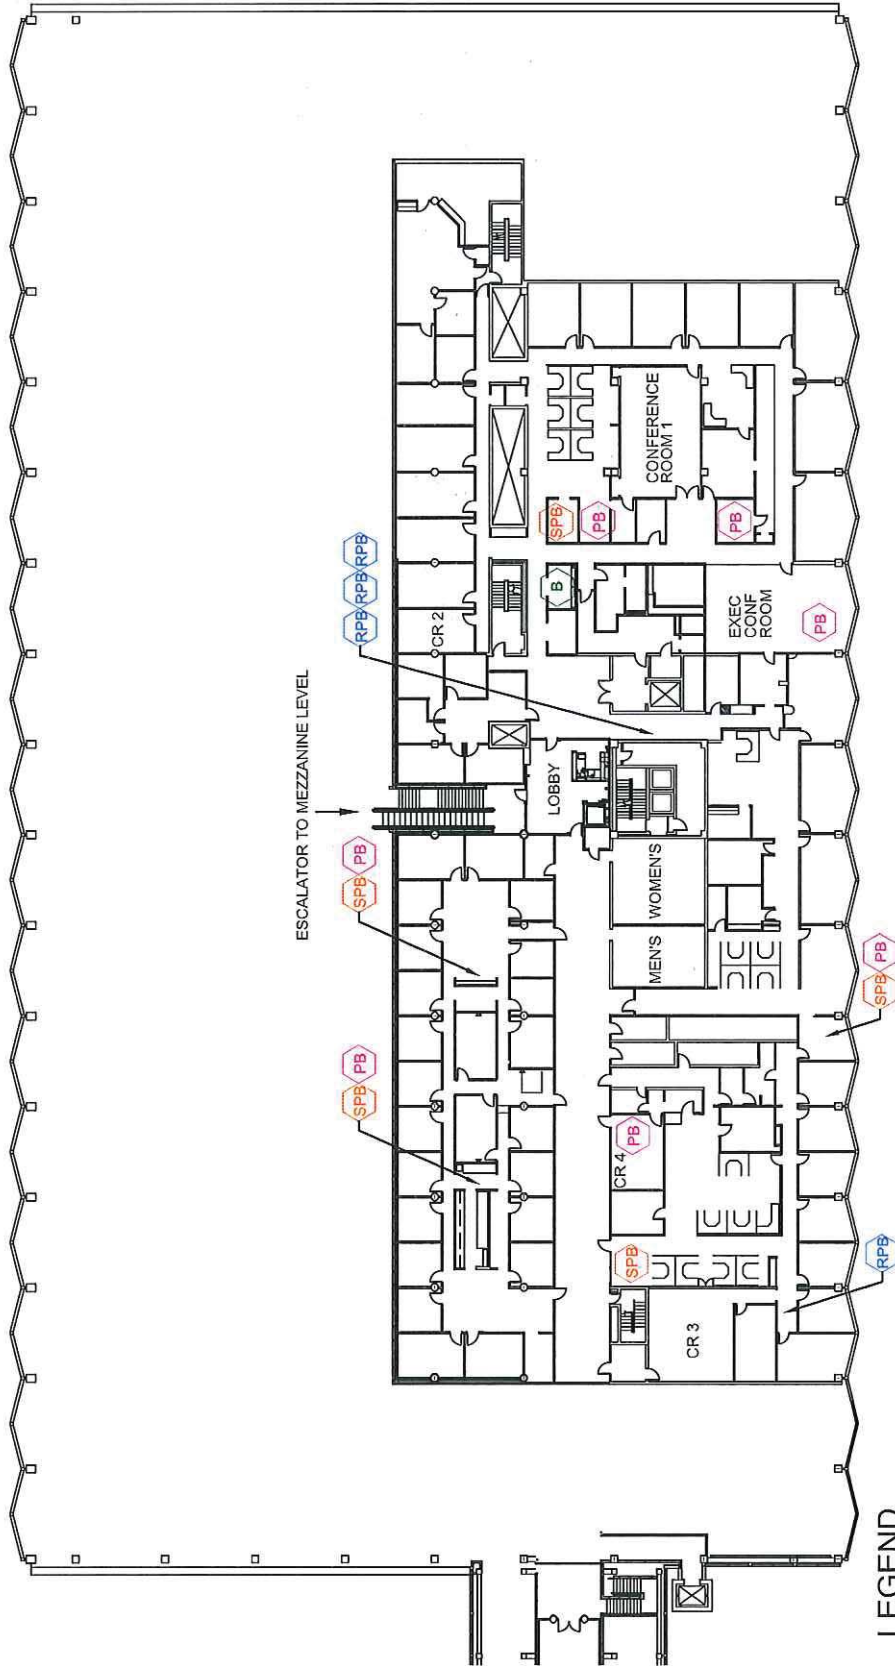 ESCALATOR TO MEZZANINE LEVEL
RPB RPB RPB
CR 2
SPB
PB
CONFERENCE
ROOM 1
PB
B
EXEC
CONF
ROOM
PB
LOBBY
SPB PB
WOMEN'S
MEN'S
SPB PB
SPB PB
CR 4
PB
SPB
CR 3
RPB
LEGEND